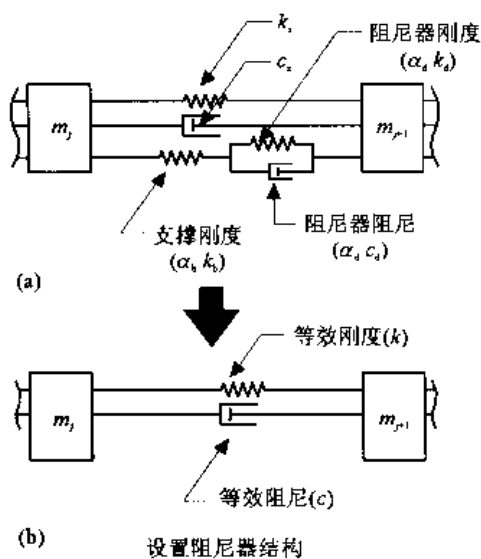 k_s
c_s
阻尼器刚度
(α_d k_d)
m_j
m_{j+1}
支撑刚度
(α_b k_b)
阻尼器阻尼
(α_d c_d)
(a)
等效刚度(k)
m_j
m_{j+1}
等效阻尼(c)
(b)
设置阻尼器结构